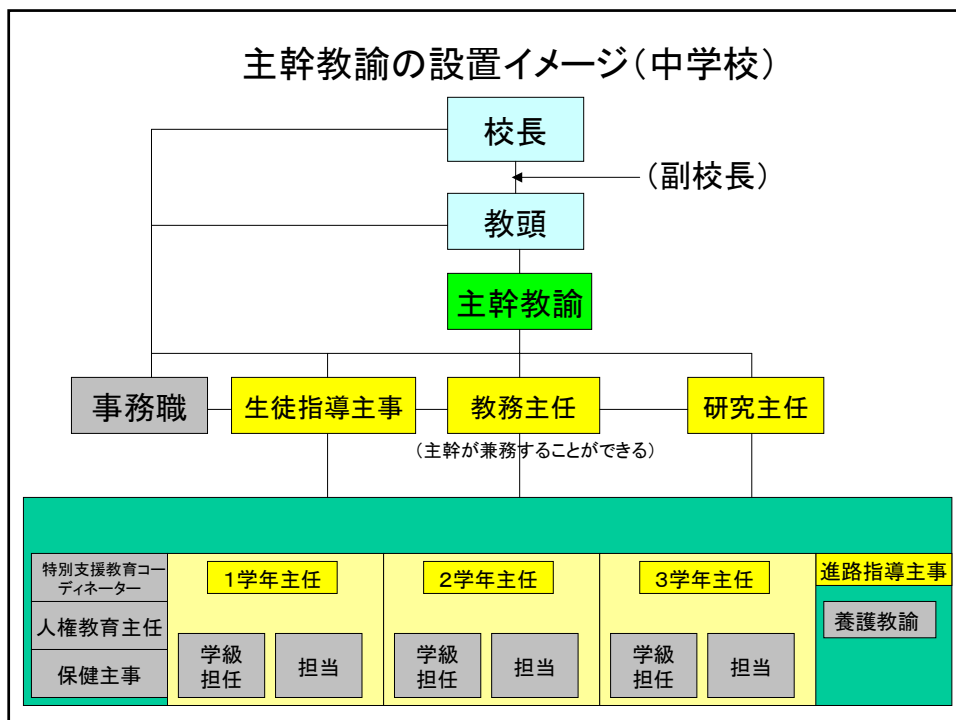 主幹教諭の設置イメージ(中学校)
校長
(副校長)
教頭
主幹教諭
事務職
生徒指導主事
教務主任
研究主任
(主幹が兼務することができる)
特別支援教育コー
ディネーター
人権教育主任
保健主事
1学年主任
学級
担任
担当
2学年主任
学級
担任
担当
3学年主任
学級
担任
担当
進路指導主事
養護教諭